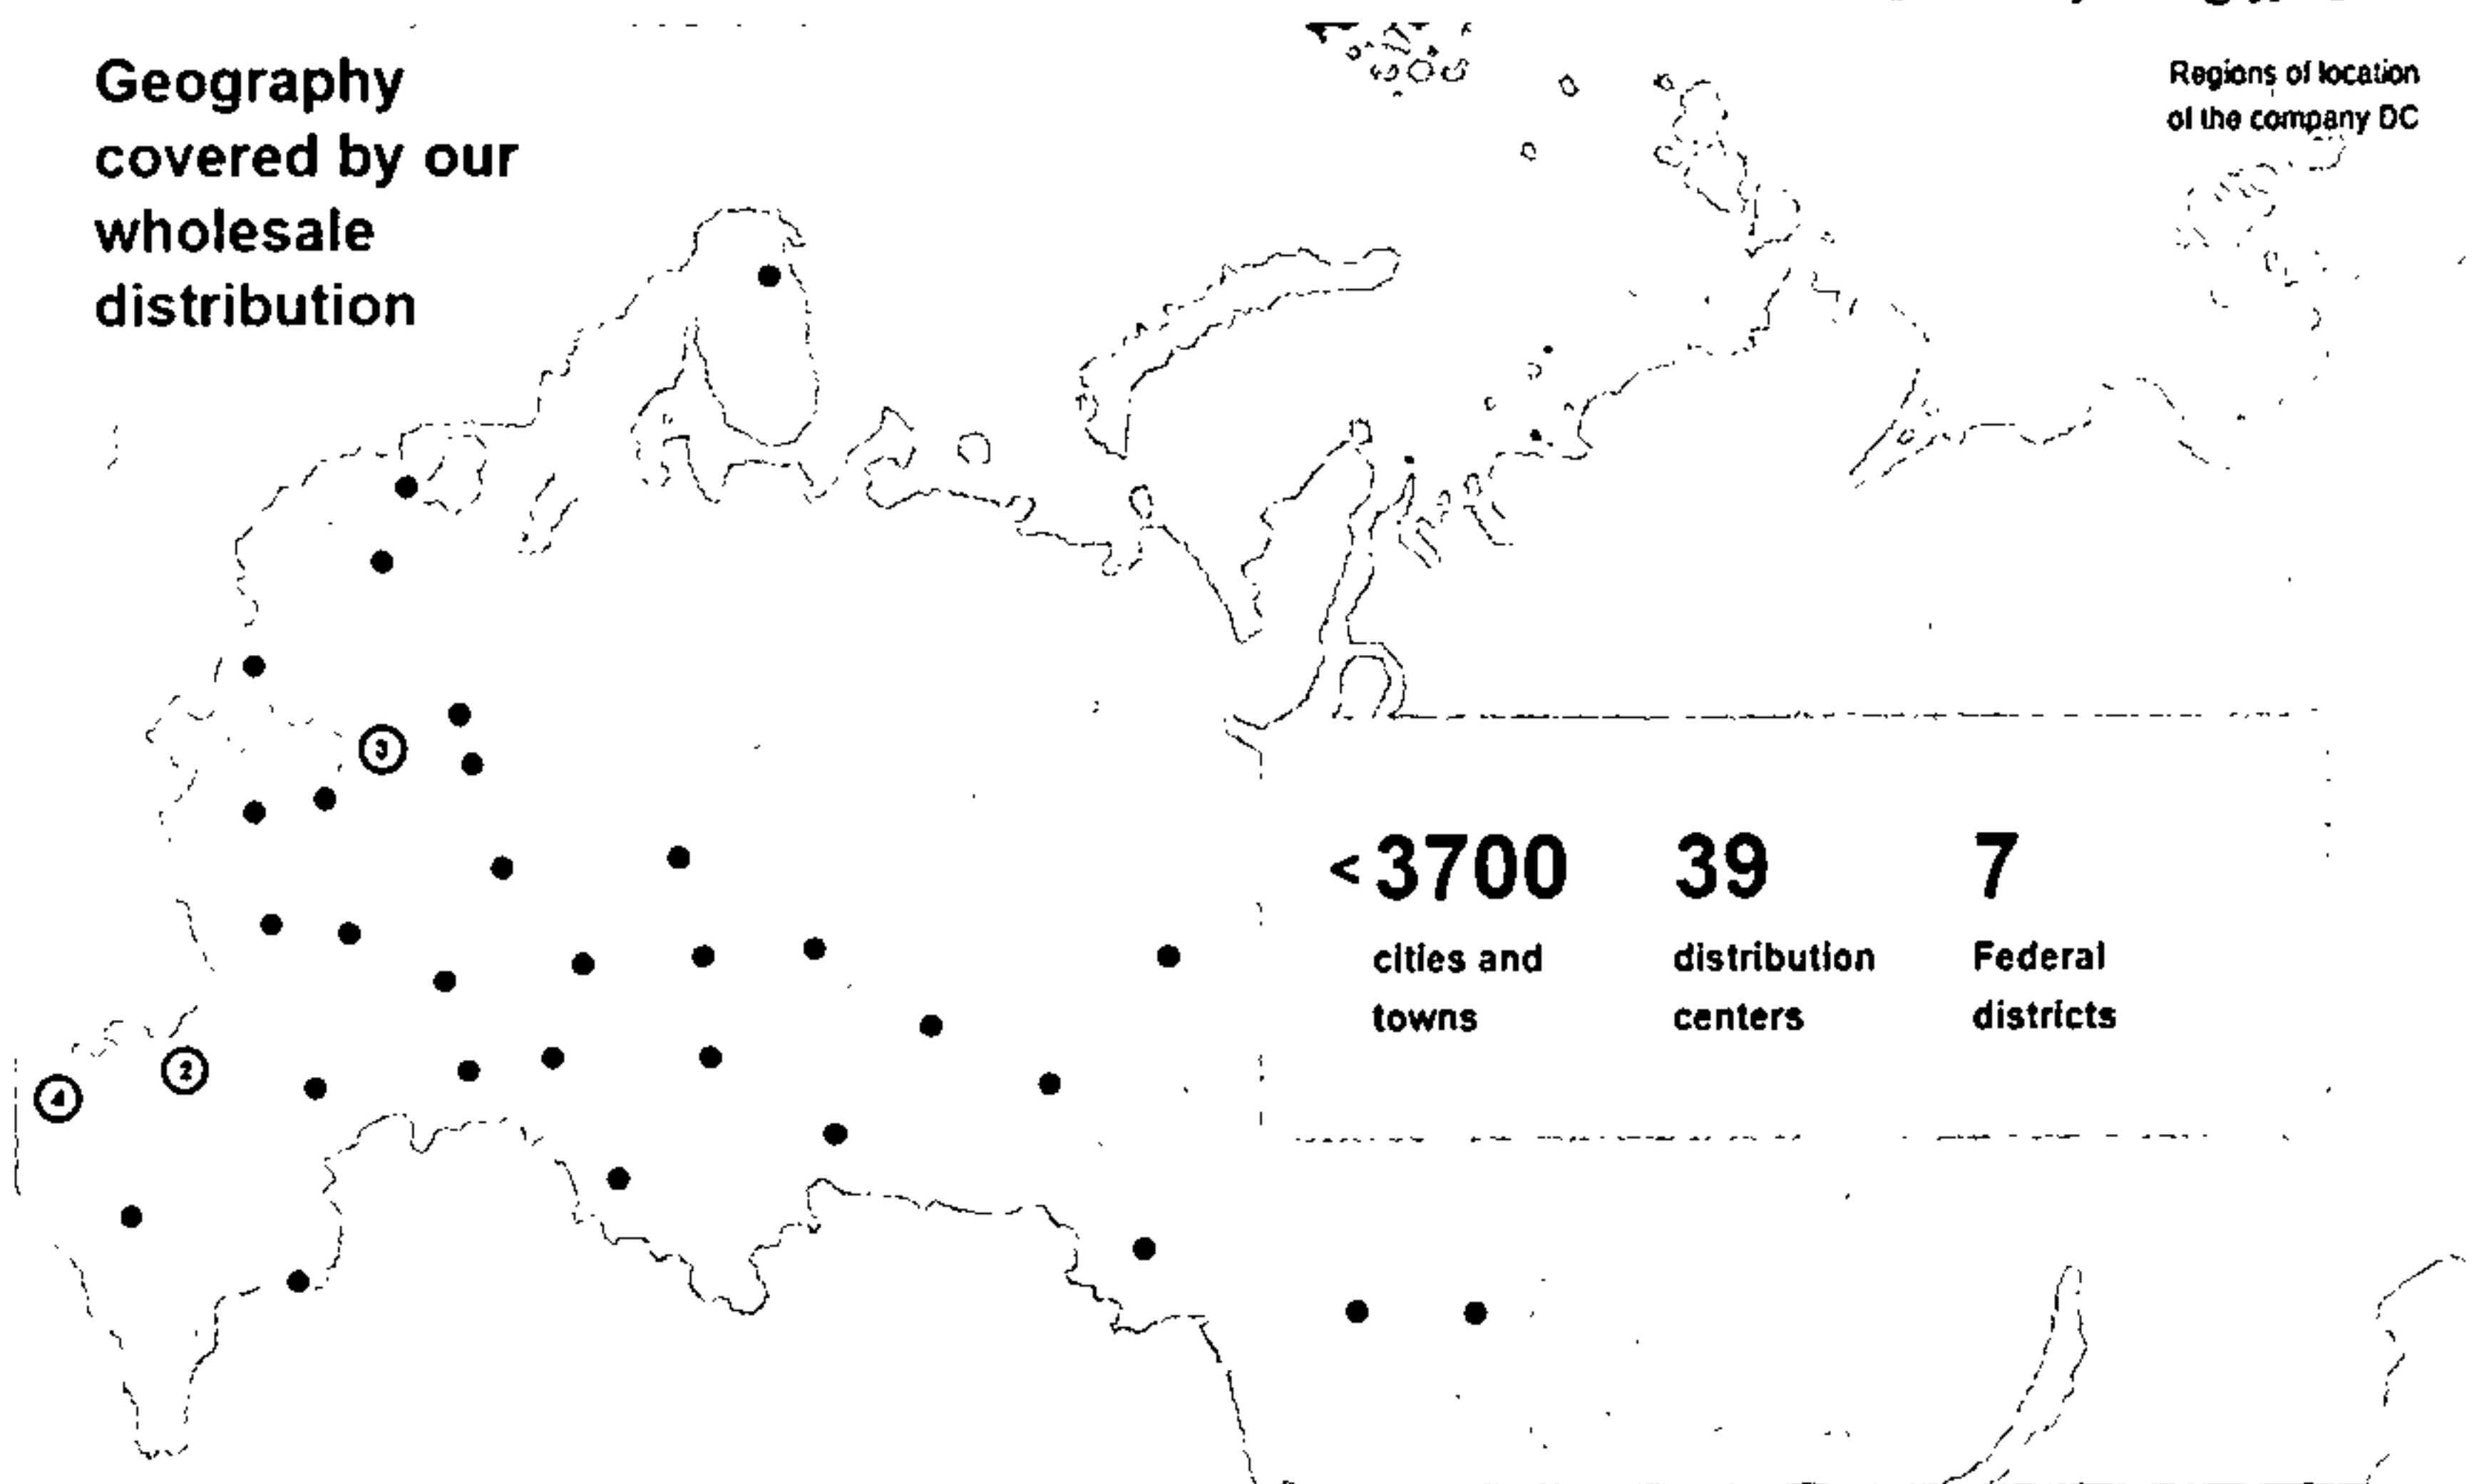 Geography
covered by our
wholesale
distribution
Regions of location
of the company DC
3
<3700
39
7
cities and
towns
distribution
centers
Federal
districts
2
4